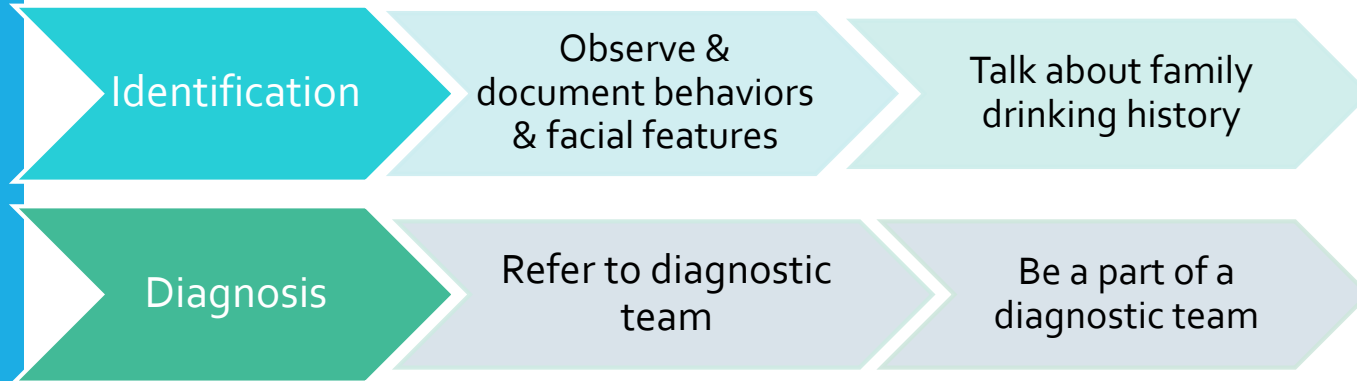 Identification
Observe &
document behaviors
& facial features
Talk about family
drinking history
Diagnosis
Refer to diagnostic
team
Be a part of a
diagnostic team